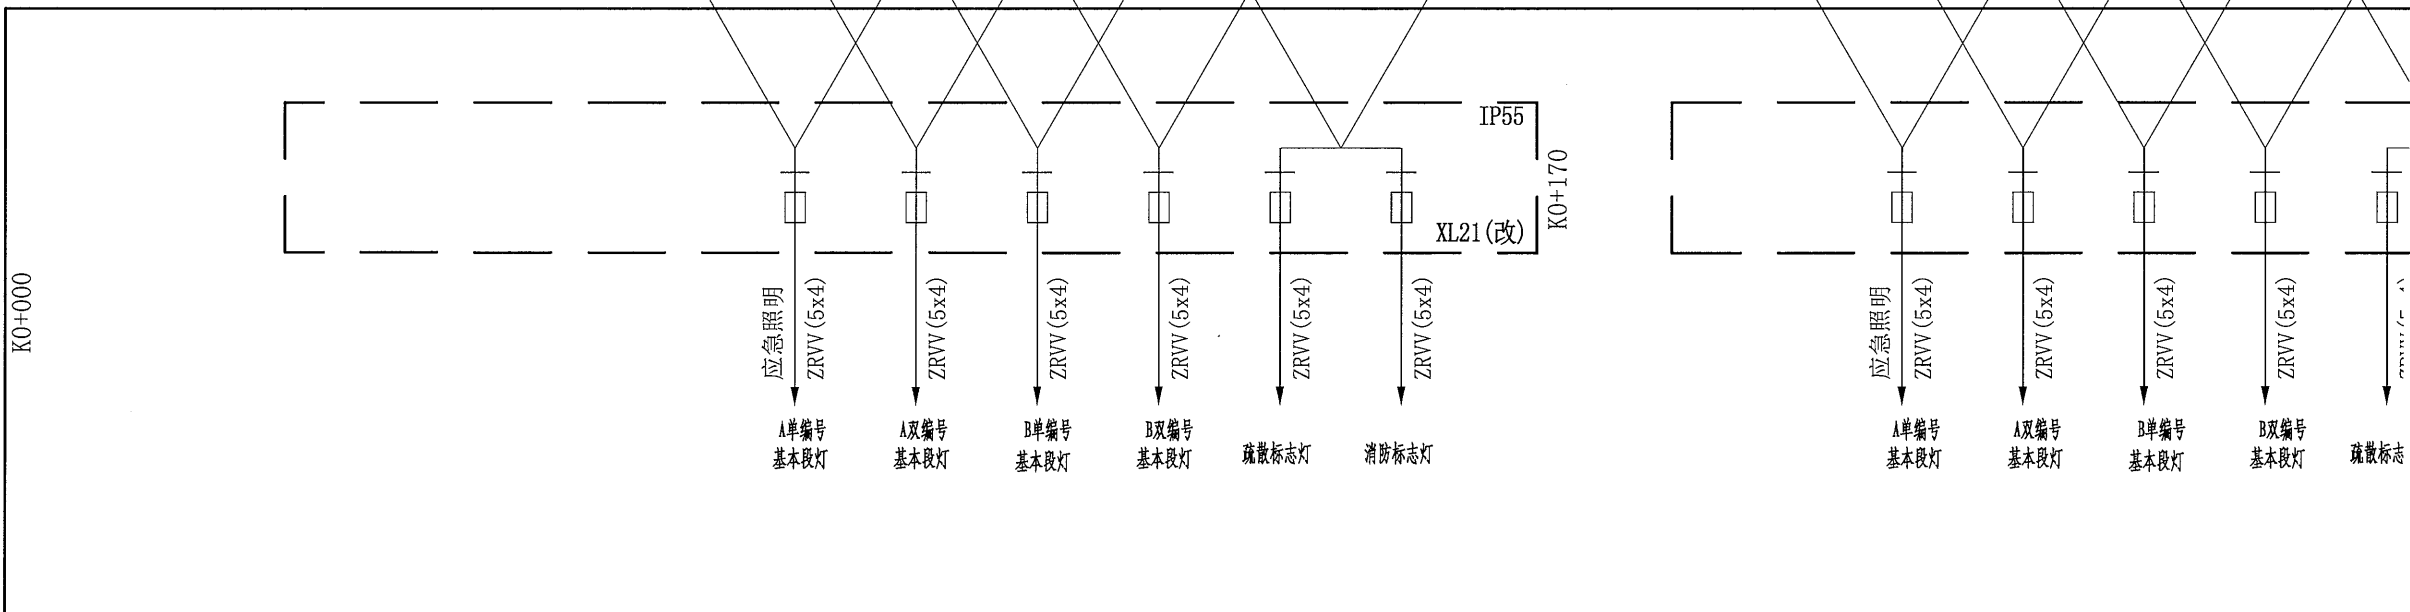 IP55
K0+170
XL21(改)
K0+000
应急照明
ZRVV(5x4)
ZRVV(5x4)
ZRVV(5x4)
ZRVV(5x4)
ZRVV(5x4)
ZRVV(5x4)
应急照明
ZRVV(5x4)
ZRVV(5x4)
ZRVV(5x4)
ZRVV(5x4)
A单编号
基本段灯
A双编号
基本段灯
B单编号
基本段灯
B双编号
基本段灯
疏散标志灯
消防标志灯
A单编号
基本段灯
A双编号
基本段灯
B单编号
基本段灯
B双编号
基本段灯
疏散标志